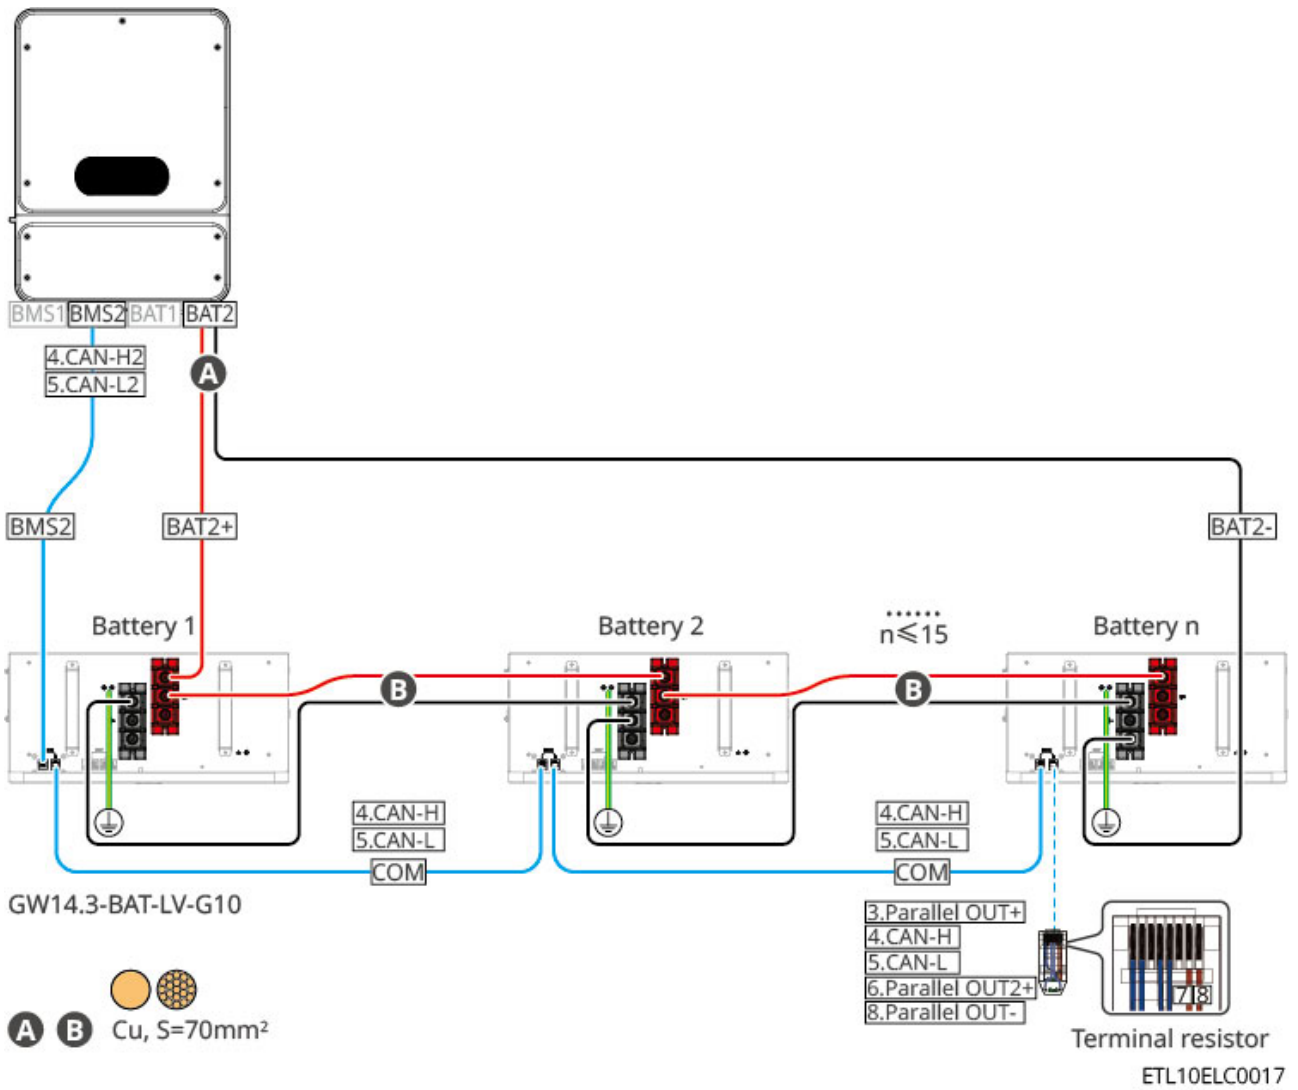 BMS1 BMS2 BAT1 BAT2
4.CAN-H2
5.CAN-L2
A
BMS2 BAT2+ BAT2-
Battery 1 Battery 2 n≤15 Battery n
B B
4.CAN-H 4.CAN-H
5.CAN-L 5.CAN-L
COM COM
GW14.3-BAT-LV-G10
3.Parallel OUT+
4.CAN-H
5.CAN-L
6.Parallel OUT2+
8.Parallel OUT-
7 8
A B Cu, S=70mm²
Terminal resistor
ETL10ELC0017